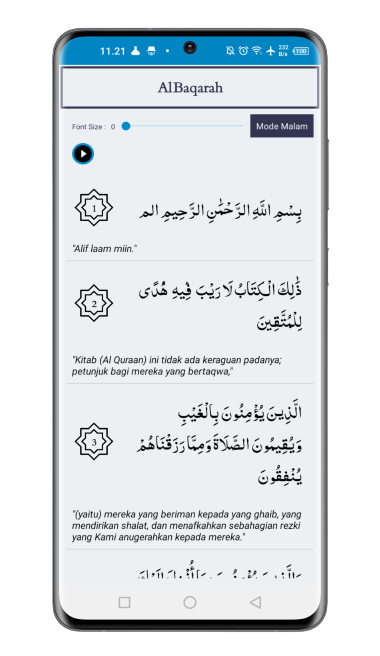 11.21
232
B/s
100
AlBaqarah
Font Size : 0
Mode Malam
بِسْمِ اللَّهِ الرَّحْمَٰنِ الرَّحِيمِ الم
1
"Alif laam miin."
ذَٰلِكَ الْكِتَابُ لَا رَيْبَ فِيهِ هُدًى
2
لِلْمُتَّقِينَ
"Kitab (Al Quraan) ini tidak ada keraguan padanya;
petunjuk bagi mereka yang bertaqwa,"
الَّذِينَ يُؤْمِنُونَ بِالْغَيْبِ
وَيُقِيمُونَ الصَّلَاةَ وَمِمَّا رَزَقْنَاهُمْ
3
يُنْفِقُونَ
"(yaitu) mereka yang beriman kepada yang ghaib, yang
mendirikan shalat, dan menafkahkan sebahagian rezki
yang Kami anugerahkan kepada mereka."